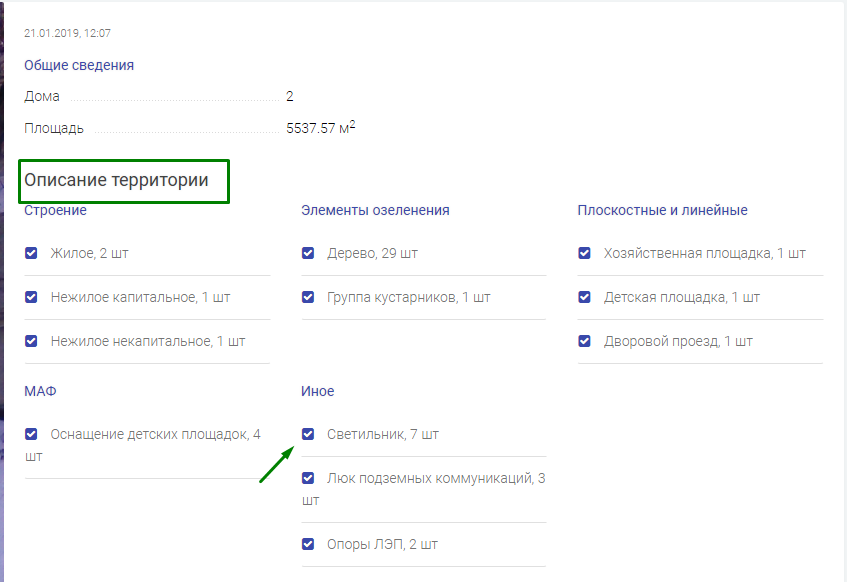 21.01.2019, 12:07
Общие сведения
Дома 2
Площадь 5537.57 м²
Описание территории
Строение
Жилое, 2 шт
Нежилое капитальное, 1 шт
Нежилое некапитальное, 1 шт
Элементы озеленения
Дерево, 29 шт
Группа кустарников, 1 шт
Плоскостные и линейные
Хозяйственная площадка, 1 шт
Детская площадка, 1 шт
Дворовой проезд, 1 шт
МАФ
Оснащение детских площадок, 4
шт
Иное
Светильник, 7 шт
Люк подземных коммуникаций, 3
шт
Опоры ЛЭП, 2 шт